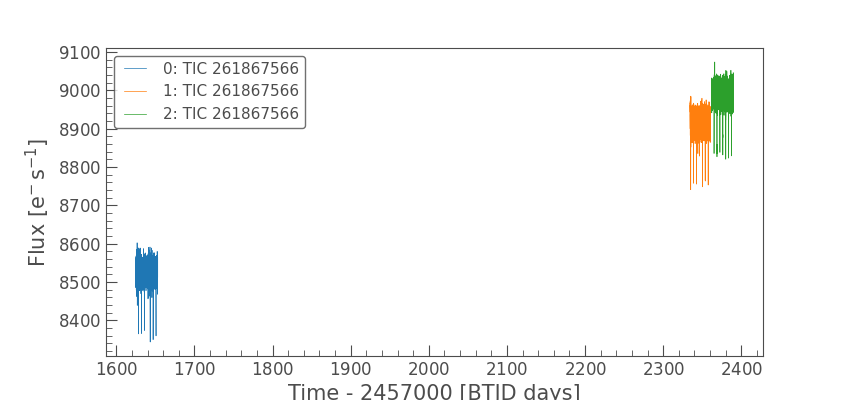 9100
9000
8900
8800
8700
8600
8500
8400
Flux [e⁻ s⁻¹]
0: TIC 261867566
1: TIC 261867566
2: TIC 261867566
1600 1700 1800 1900 2000 2100 2200 2300 2400
Time - 2457000 [BTJD days]